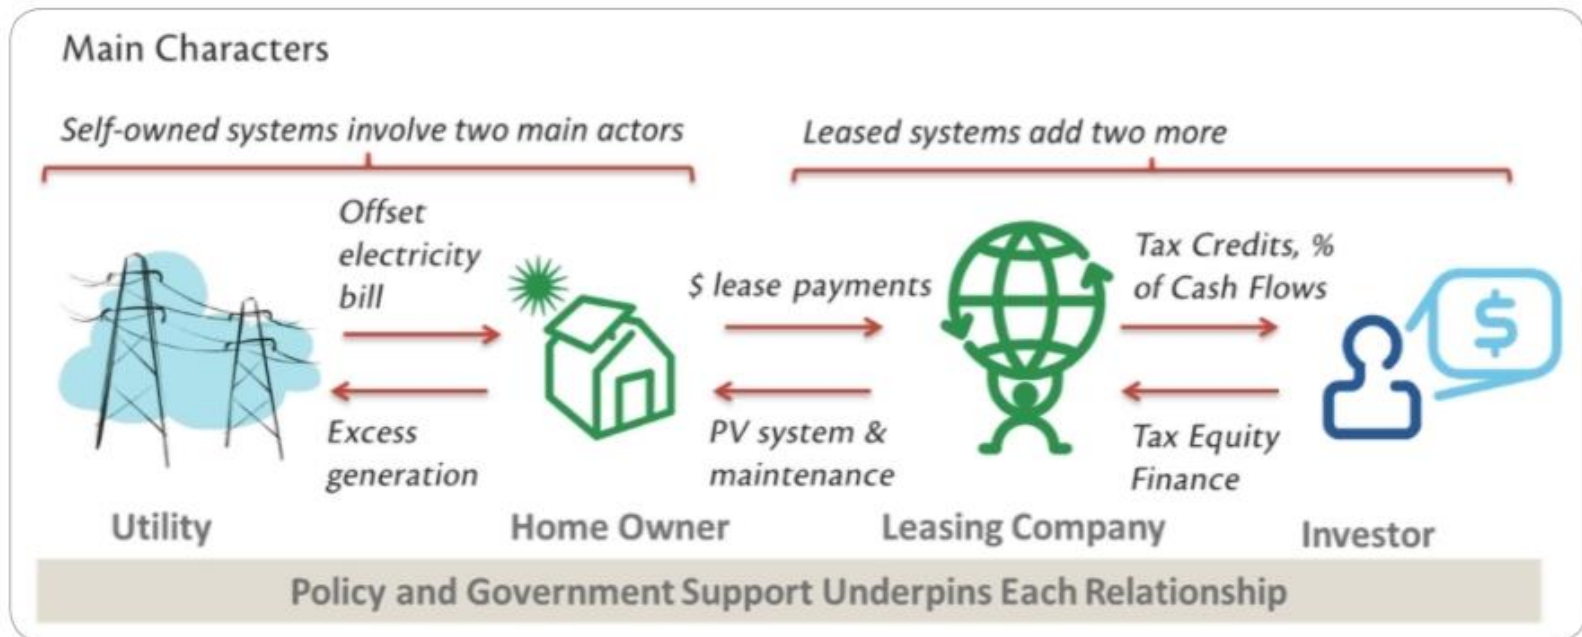 Main Characters
Self-owned systems involve two main actors
Leased systems add two more
Offset
electricity
bill
$ lease payments
Tax Credits, %
of Cash Flows
$
Excess
generation
PV system &
maintenance
Tax Equity
Finance
Utility
Home Owner
Leasing Company
Investor
Policy and Government Support Underpins Each Relationship